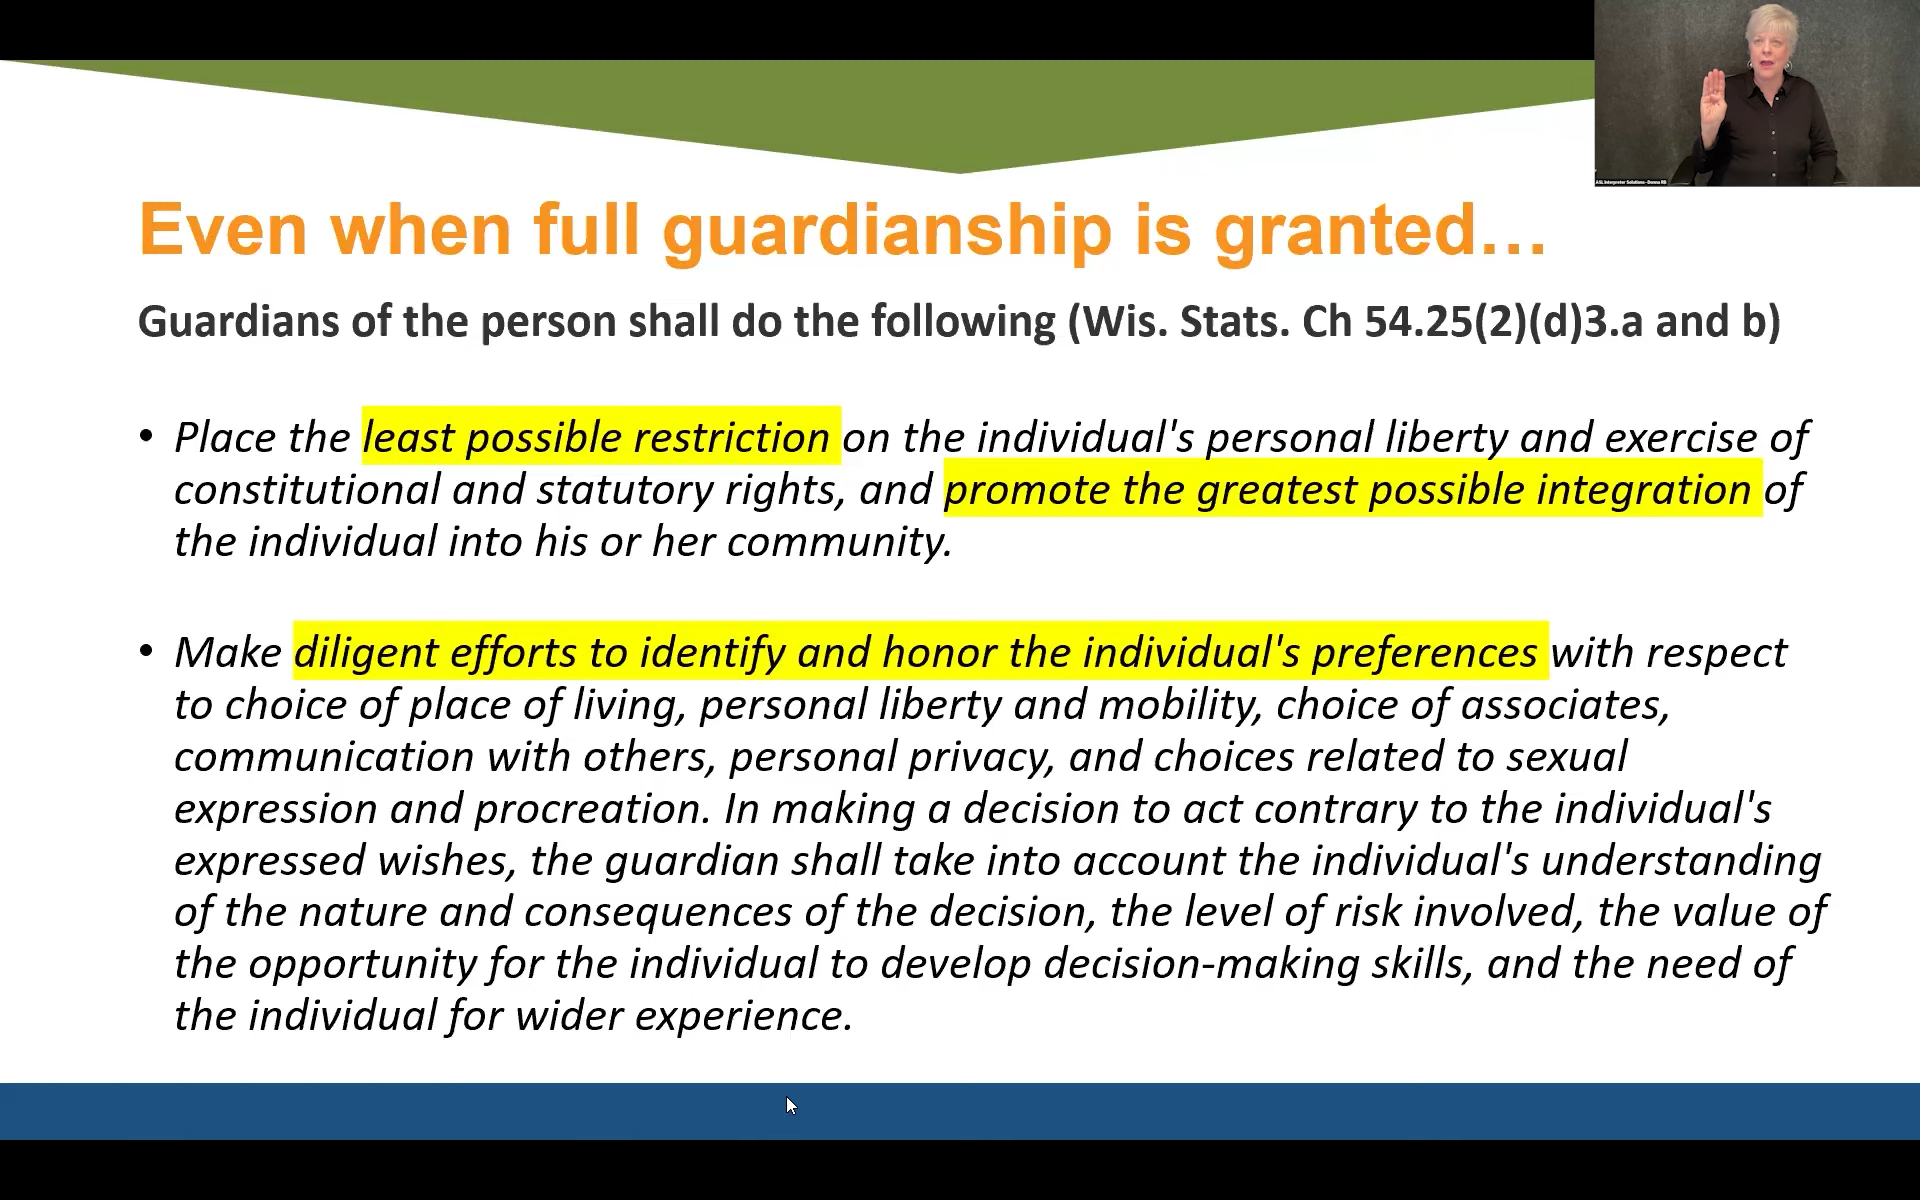 ASL Interpreter Solutions - Donna RB
Even when full guardianship is granted…
Guardians of the person shall do the following (Wis. Stats. Ch 54.25(2)(d)3.a and b)
• Place the least possible restriction on the individual's personal liberty and exercise of
constitutional and statutory rights, and promote the greatest possible integration of
the individual into his or her community.
• Make diligent efforts to identify and honor the individual's preferences with respect
to choice of place of living, personal liberty and mobility, choice of associates,
communication with others, personal privacy, and choices related to sexual
expression and procreation. In making a decision to act contrary to the individual's
expressed wishes, the guardian shall take into account the individual's understanding
of the nature and consequences of the decision, the level of risk involved, the value of
the opportunity for the individual to develop decision-making skills, and the need of
the individual for wider experience.